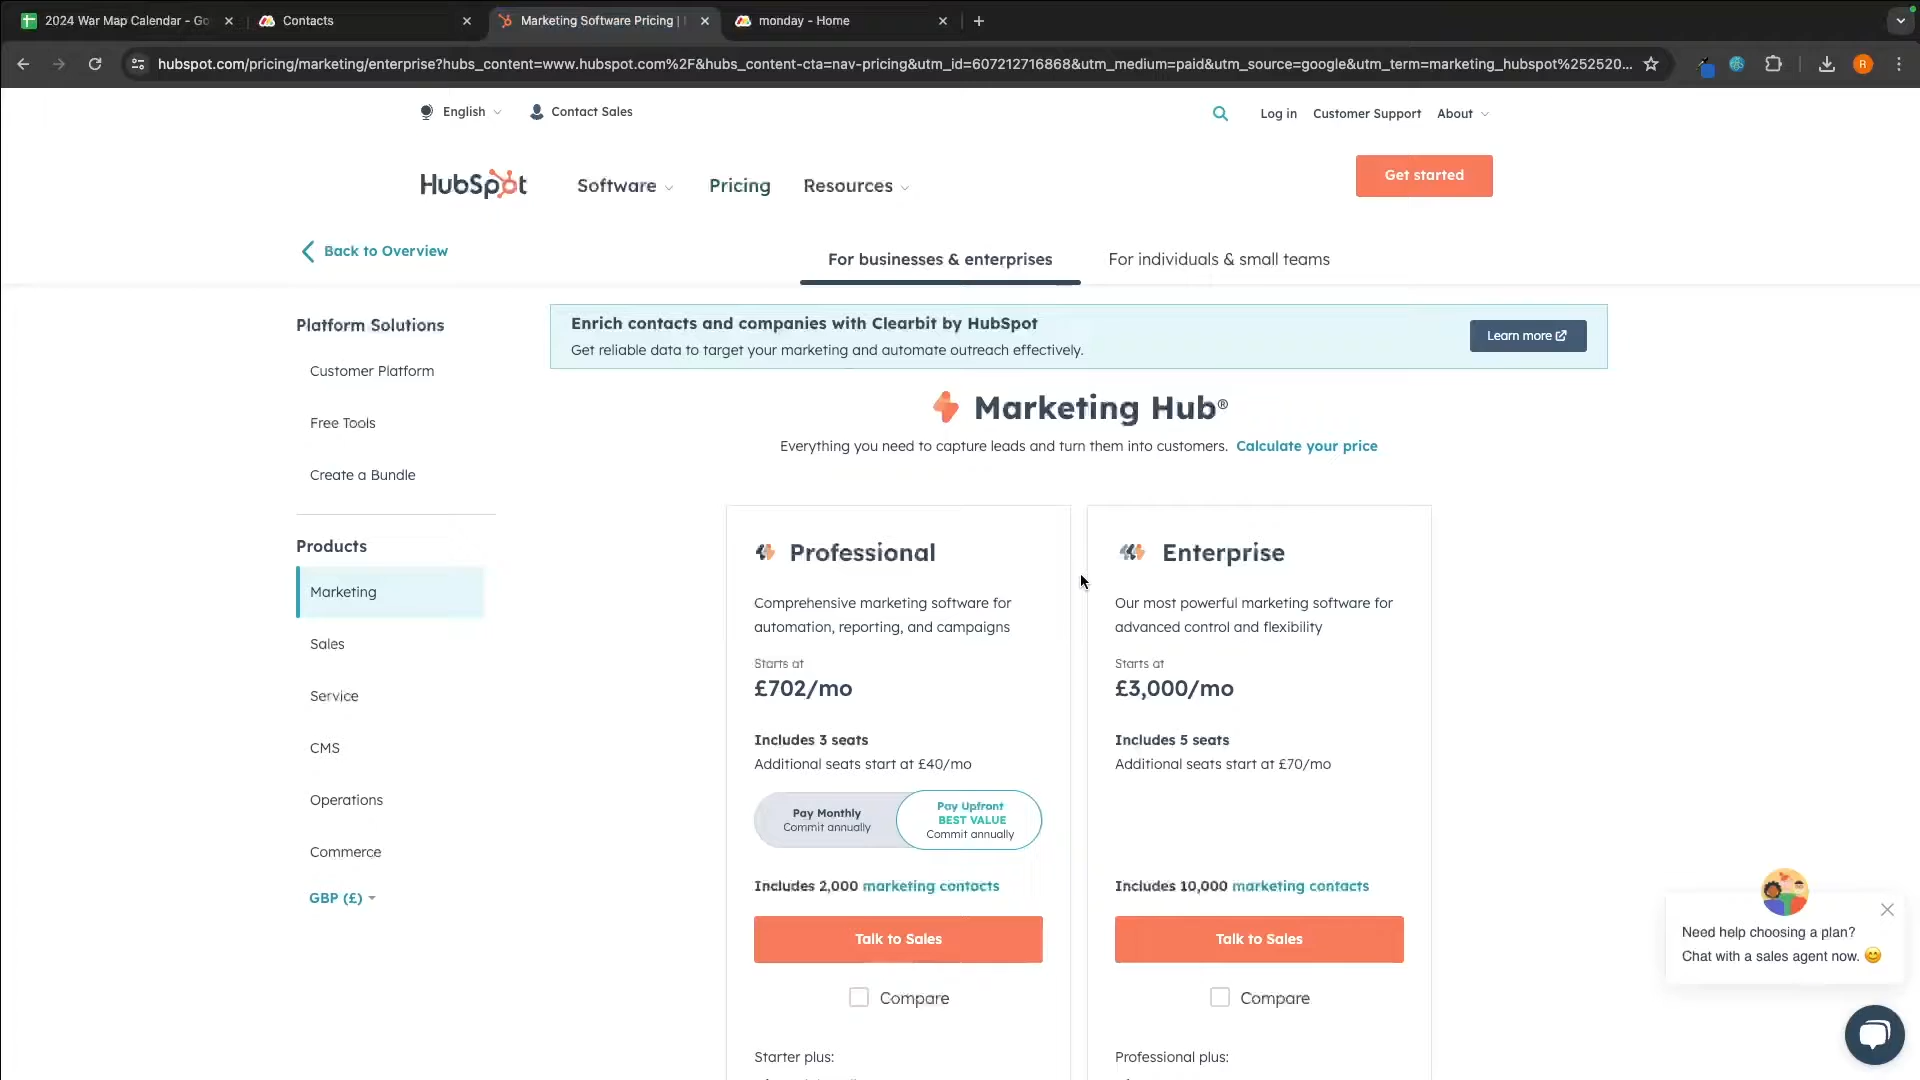 2024 War Map Calendar - Go
Contacts
Marketing Software Pricing |
monday - Home
hubspot.com/pricing/marketing/enterprise?hubs_content=www.hubspot.com%2F&hubs_content-cta=nav-pricing&utm_id=607212716868&utm_medium=paid&utm_source=google&utm_term=marketing_hubspot%252520...
R
English
Contact Sales
Log in
Customer Support
About
HubSpot
Software
Pricing
Resources
Get started
Back to Overview
For businesses & enterprises
For individuals & small teams
Platform Solutions
Customer Platform
Free Tools
Create a Bundle
Products
Marketing
Sales
Service
CMS
Operations
Commerce
GBP (£)
Enrich contacts and companies with Clearbit by HubSpot
Get reliable data to target your marketing and automate outreach effectively.
Learn more
Marketing Hub®
Everything you need to capture leads and turn them into customers. Calculate your price
Professional
Comprehensive marketing software for
automation, reporting, and campaigns
Starts at
£702/mo
Includes 3 seats
Additional seats start at £40/mo
Pay Monthly
Commit annually
Pay Upfront
BEST VALUE
Commit annually
Includes 2,000 marketing contacts
Talk to Sales
Compare
Starter plus:
Enterprise
Our most powerful marketing software for
advanced control and flexibility
Starts at
£3,000/mo
Includes 5 seats
Additional seats start at £70/mo
Includes 10,000 marketing contacts
Talk to Sales
Compare
Professional plus:
Need help choosing a plan?
Chat with a sales agent now. 😊